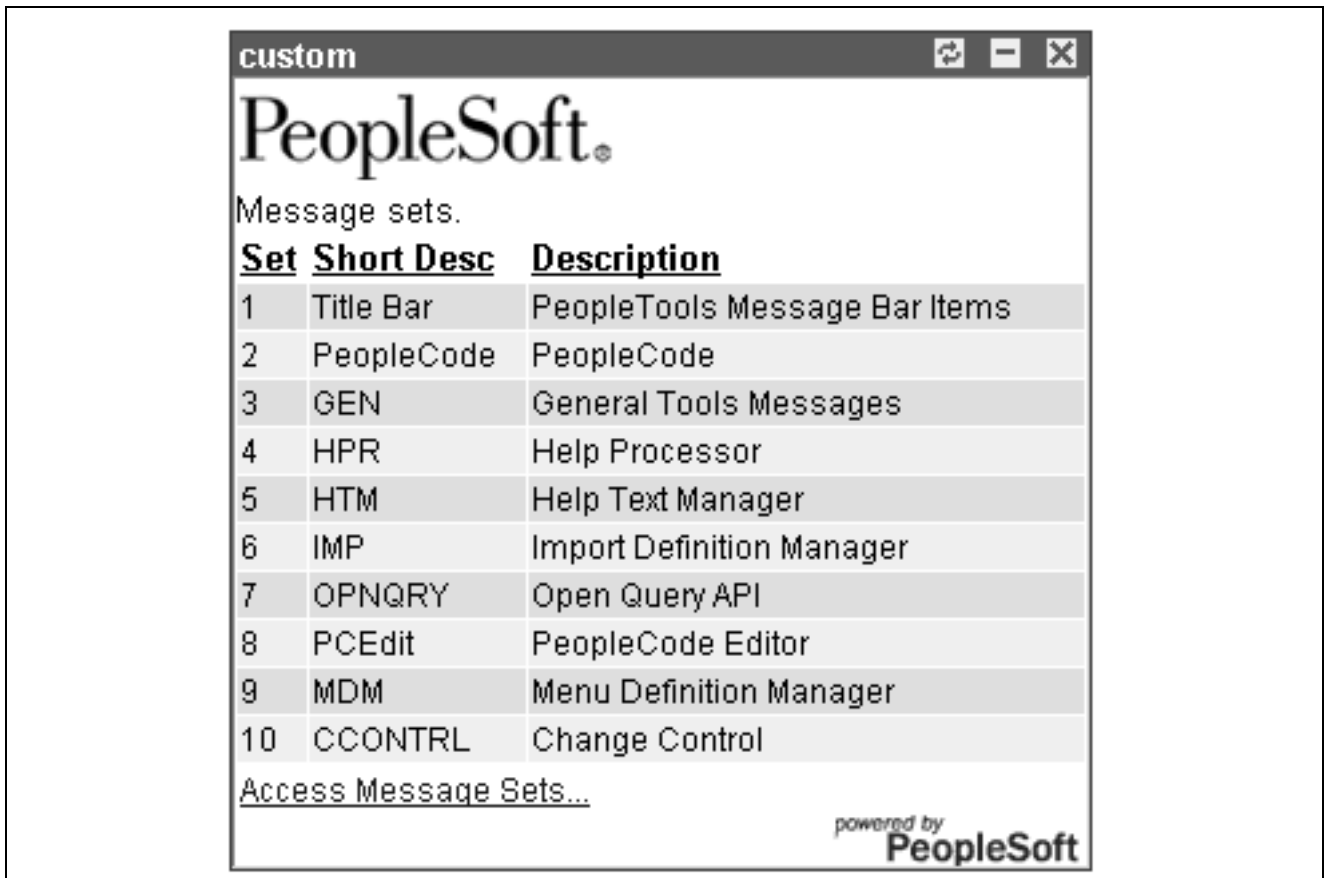 custom
PeopleSoft®
Message sets.
Set Short Desc Description
1 Title Bar PeopleTools Message Bar Items
2 PeopleCode PeopleCode
3 GEN General Tools Messages
4 HPR Help Processor
5 HTM Help Text Manager
6 IMP Import Definition Manager
7 OPNQRY Open Query API
8 PCEdit PeopleCode Editor
9 MDM Menu Definition Manager
10 CCONTRL Change Control
Access Message Sets...
powered by
PeopleSoft